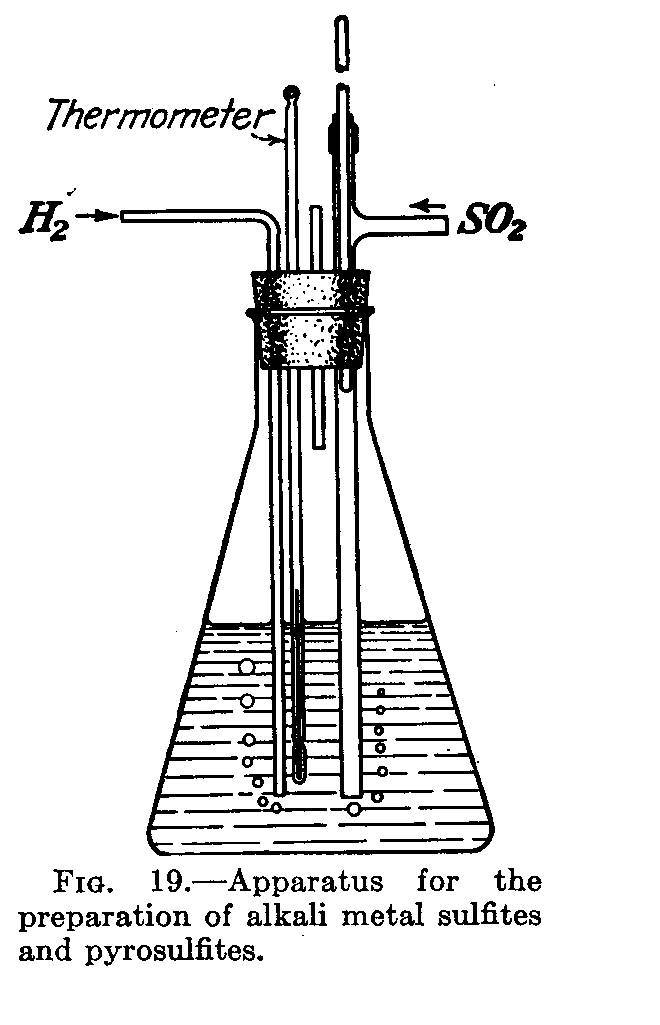 Thermometer
H₂
SO₂
FIG. 19.—Apparatus for the
preparation of alkali metal sulfites
and pyrosulfites.